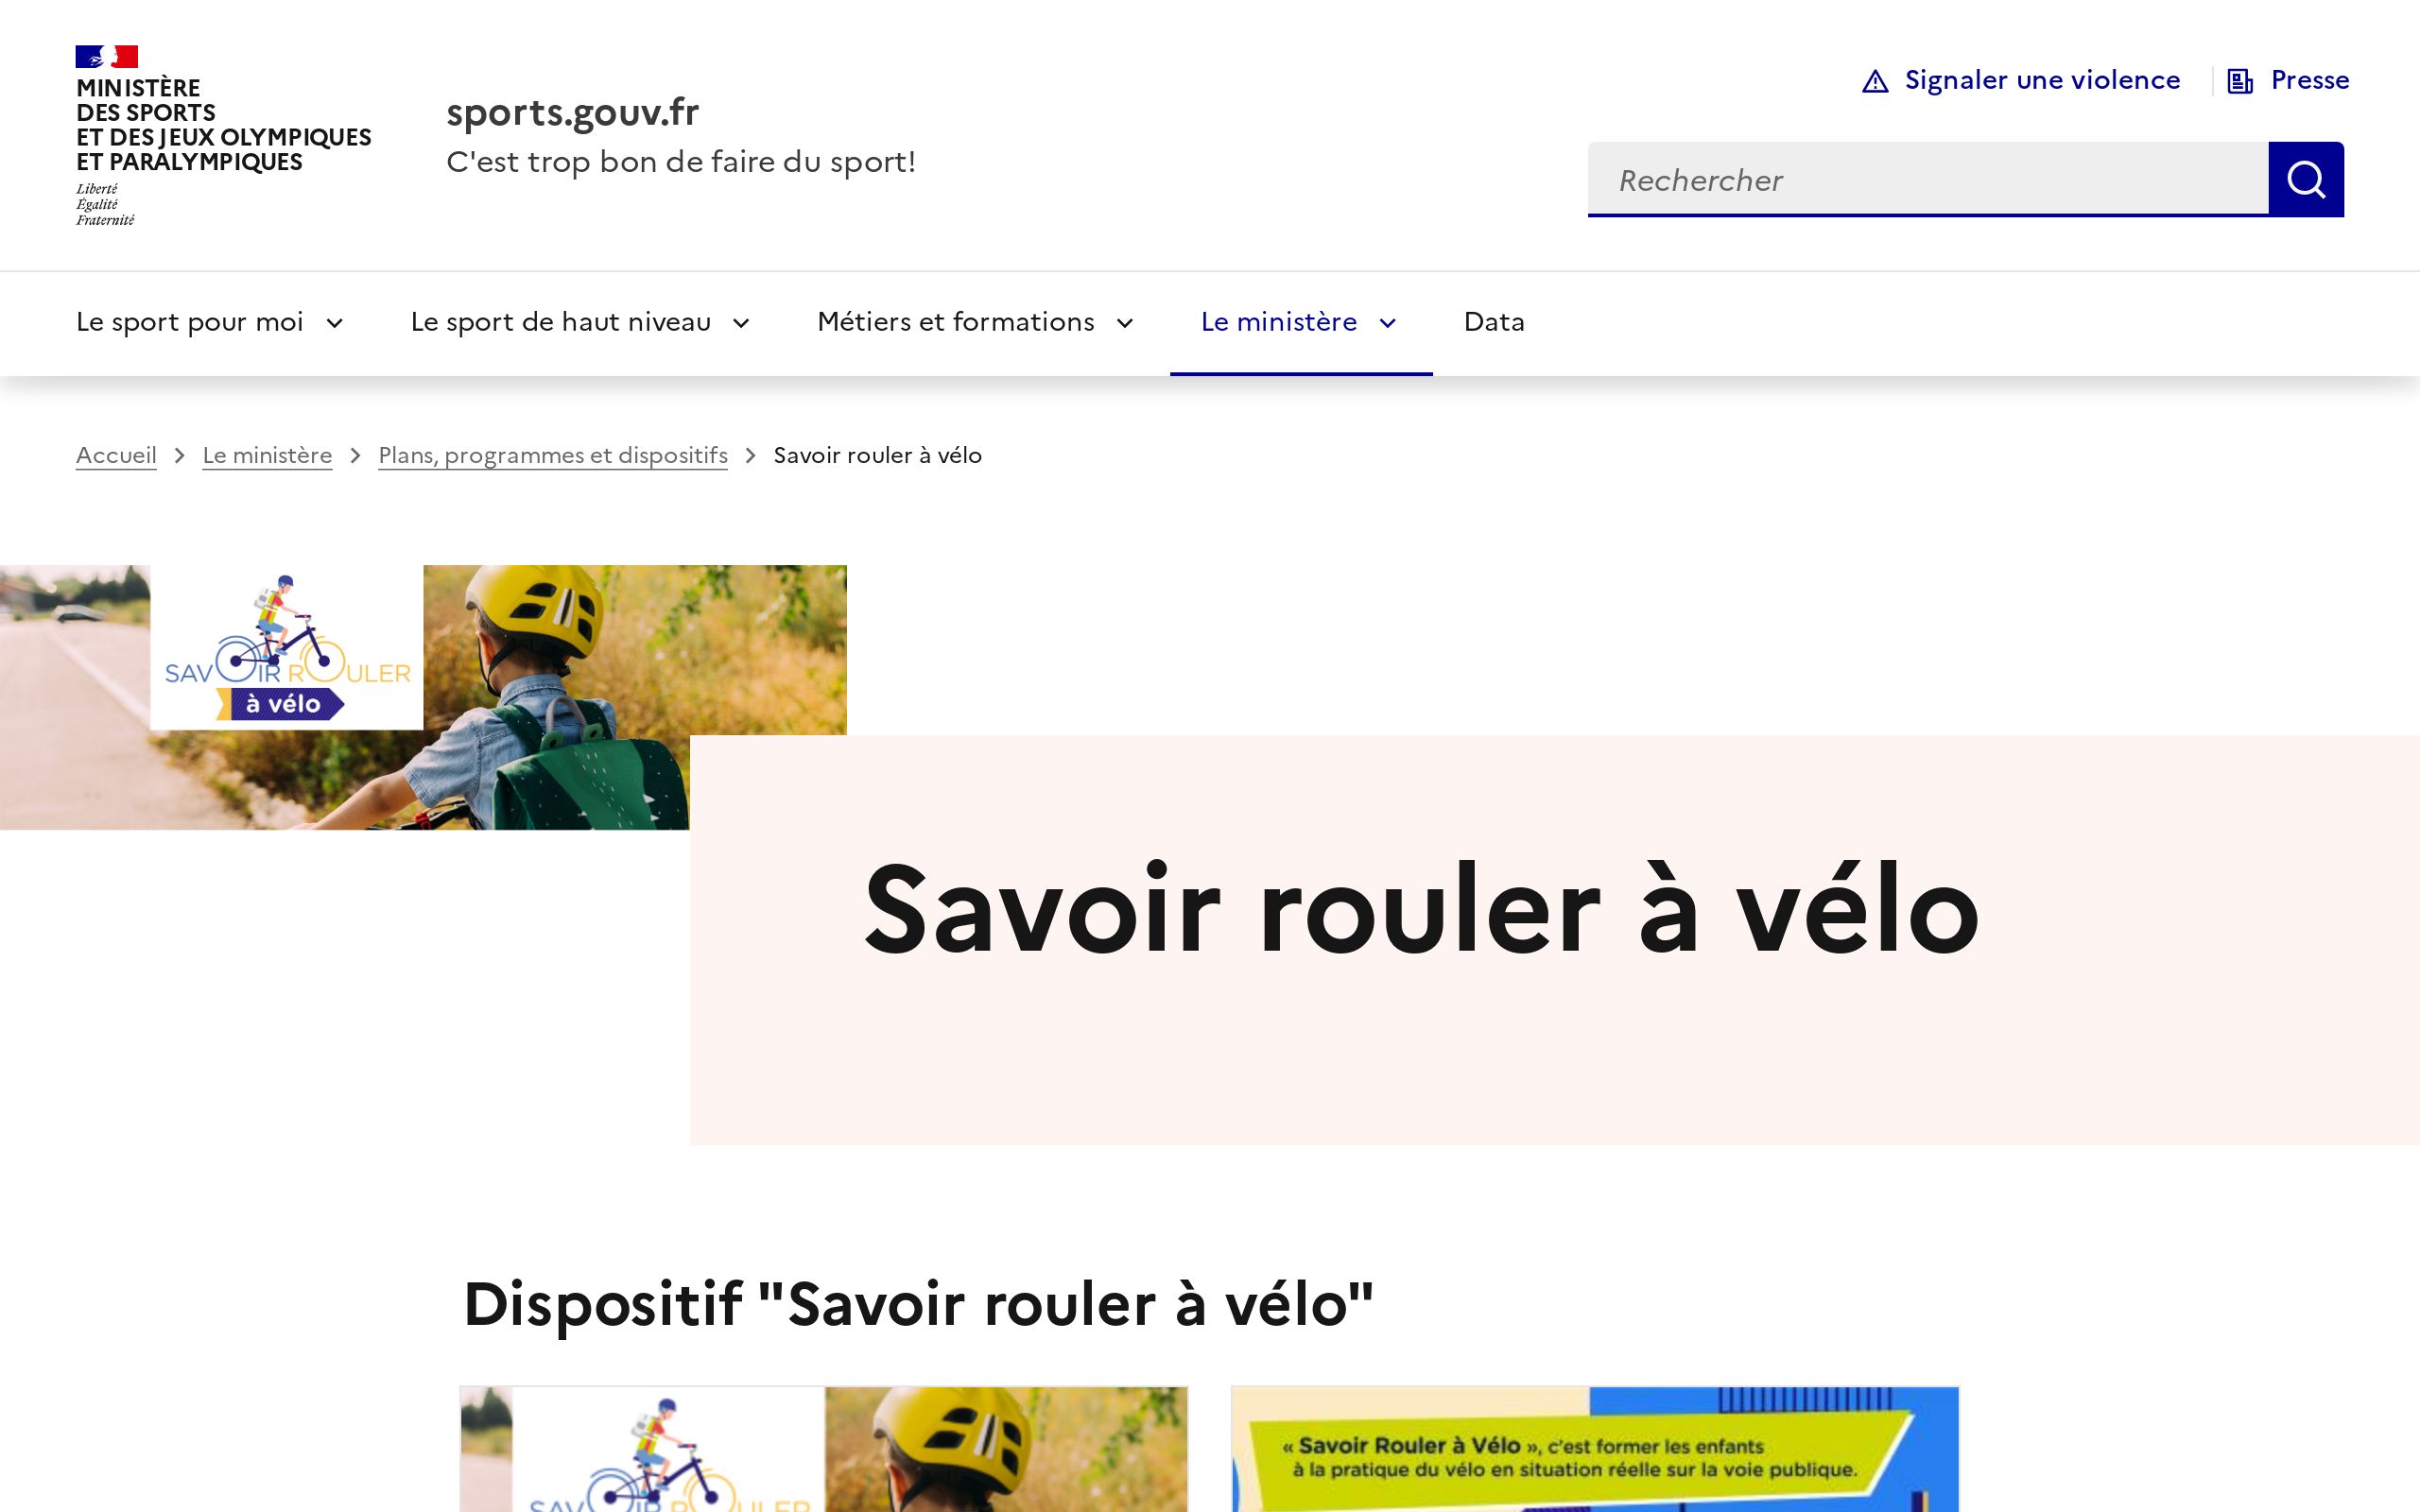 MINISTÈRE
DES SPORTS
ET DES JEUX OLYMPIQUES
ET PARALYMPIQUES
Liberté
Égalité
Fraternité
sports.gouv.fr
C'est trop bon de faire du sport!
Signaler une violence
Presse
Rechercher
Le sport pour moi
Le sport de haut niveau
Métiers et formations
Le ministère
Data
Accueil
Le ministère
Plans, programmes et dispositifs
Savoir rouler à vélo
SAVOIR ROULER
à vélo
Savoir rouler à vélo
Dispositif "Savoir rouler à vélo"
SAVOIR ROULER
« Savoir Rouler à Vélo », c'est former les enfants
à la pratique du vélo en situation réelle sur la voie publique.